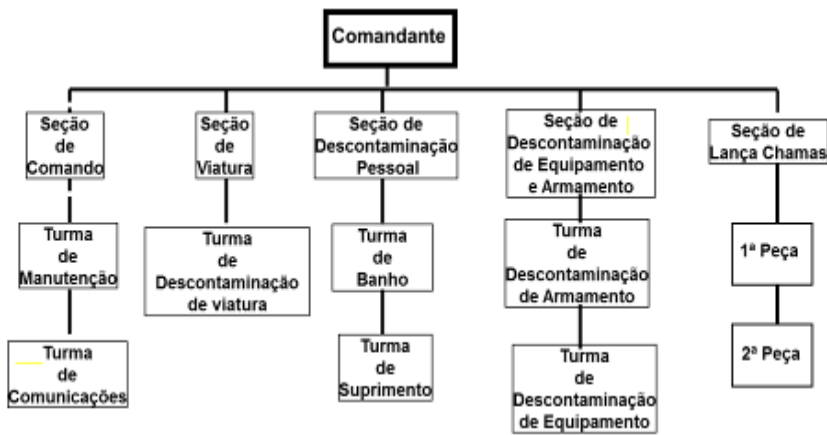 Comandante
Seção
de
Comando
Seção
de
Viatura
Seção de
Descontaminação
Pessoal
Seção de
Descontaminação
de Equipamento
e Armamento
Seção de
Lança Chamas
Turma
de
Manutenção
Turma
de
Descontaminação
de viatura
Turma
de
Banho
Turma
de
Descontaminação
de Armamento
1ª Peça
Turma
de
Comunicações
Turma
de
Suprimento
Turma
de
Descontaminação
de Equipamento
2ª Peça